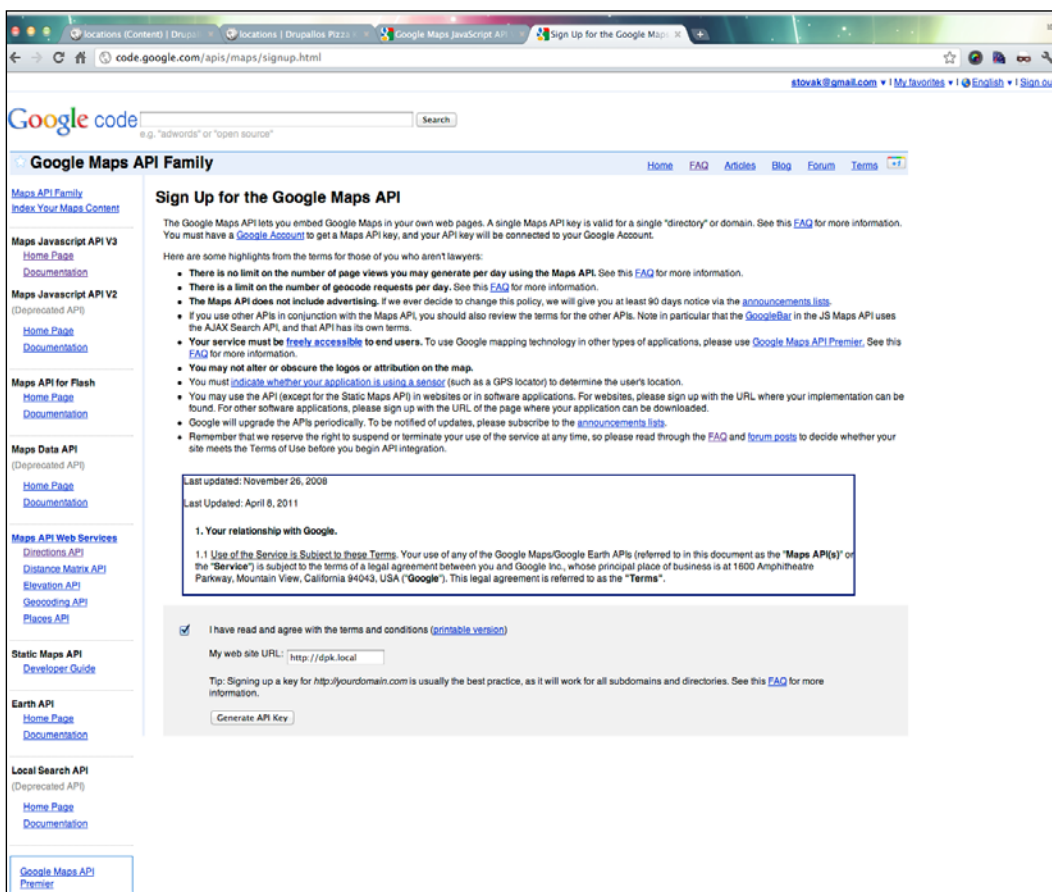 locations (Content) | Drupal
locations | Drupallos Pizza
Google Maps JavaScript API
Sign Up for the Google Maps
code.google.com/apis/maps/signup.html
stovak@gmail.com ▼ | My favorites ▼ | English ▼ | Sign ou
Google code
Search
e.g. "adwords" or "open source"
Google Maps API Family
Home FAQ Articles Blog Forum Terms +1
Maps API Family
Index Your Maps Content
Maps Javascript API V3
Home Page
Documentation
Maps Javascript API V2
(Deprecated API)
Home Page
Documentation
Maps API for Flash
Home Page
Documentation
Maps Data API
(Deprecated API)
Home Page
Documentation
Maps API Web Services
Directions API
Distance Matrix API
Elevation API
Geocoding API
Places API
Static Maps API
Developer Guide
Earth API
Home Page
Documentation
Local Search API
(Deprecated API)
Home Page
Documentation
Google Maps API
Premier
Sign Up for the Google Maps API
The Google Maps API lets you embed Google Maps in your own web pages. A single Maps API key is valid for a single "directory" or domain. See this FAQ for more information.
You must have a Google Account to get a Maps API key, and your API key will be connected to your Google Account.
Here are some highlights from the terms for those of you who aren't lawyers:
• There is no limit on the number of page views you may generate per day using the Maps API. See this FAQ for more information.
• There is a limit on the number of geocode requests per day. See this FAQ for more information.
• The Maps API does not include advertising. If we ever decide to change this policy, we will give you at least 90 days notice via the announcements lists.
• If you use other APIs in conjunction with the Maps API, you should also review the terms for the other APIs. Note in particular that the GoogleBar in the JS Maps API uses
the AJAX Search API, and that API has its own terms.
• Your service must be freely accessible to end users. To use Google mapping technology in other types of applications, please use Google Maps API Premier. See this
FAQ for more information.
• You may not alter or obscure the logos or attribution on the map.
• You must indicate whether your application is using a sensor (such as a GPS locator) to determine the user's location.
• You may use the API (except for the Static Maps API) in websites or in software applications. For websites, please sign up with the URL where your implementation can be
found. For other software applications, please sign up with the URL of the page where your application can be downloaded.
• Google will upgrade the APIs periodically. To be notified of updates, please subscribe to the announcements lists.
• Remember that we reserve the right to suspend or terminate your use of the service at any time, so please read through the FAQ and forum posts to decide whether your
site meets the Terms of Use before you begin API integration.
Last updated: November 26, 2008
Last Updated: April 8, 2011
1. Your relationship with Google.
1.1 Use of the Service is Subject to these Terms. Your use of any of the Google Maps/Google Earth APIs (referred to in this document as the "Maps API(s)" or
the "Service") is subject to the terms of a legal agreement between you and Google Inc., whose principal place of business is at 1600 Amphitheatre
Parkway, Mountain View, California 94043, USA ("Google"). This legal agreement is referred to as the "Terms".
I have read and agree with the terms and conditions (printable version)
My web site URL: http://dpk.local
Tip: Signing up a key for http://yourdomain.com is usually the best practice, as it will work for all subdomains and directories. See this FAQ for more
information.
Generate API Key